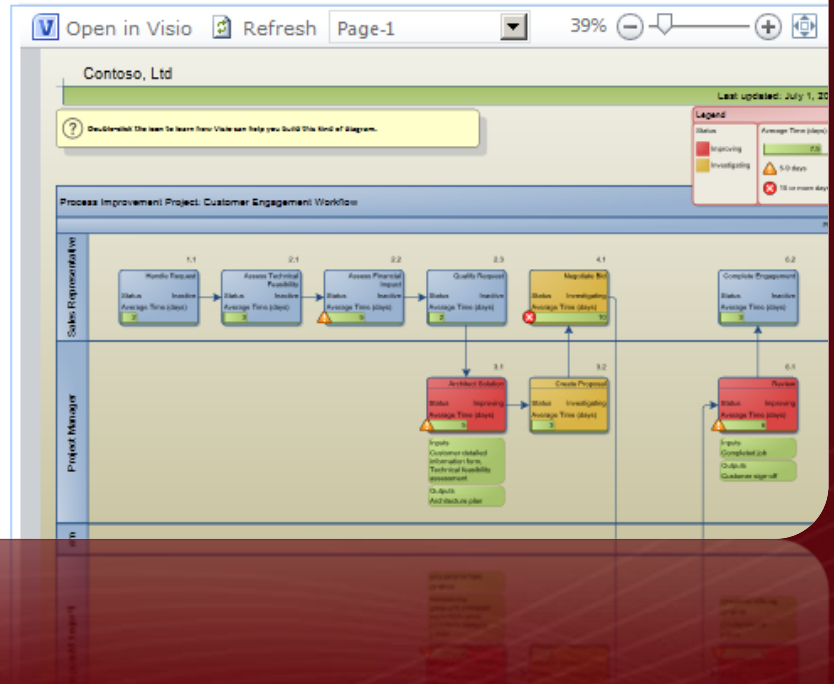 Open in Visio Refresh Page-1 39%
Contoso, Ltd
Last updated: July 1, 20
Double-click the icon to learn how Visio can help you build this kind of diagram.
Legend
Status
Average Time (days)
Improving
7.5
Investigating
5-9 days
10 or more days
Process Improvement Project: Customer Engagement Workflow
Sales Representative
1.1
Handle Request
Status Inactive
Average Time (days)
2
2.1
Assess Technical
Feasibility
Status Inactive
Average Time (days)
3
2.2
Assess Financial
Impact
Status Inactive
Average Time (days)
5
2.3
Qualify Request
Status Inactive
Average Time (days)
2
4.1
Negotiate Bid
Status Investigating
Average Time (days)
10
6.2
Complete Engagement
Status Inactive
Average Time (days)
3
Project Manager
3.1
Architect Solution
Status Improving
Average Time (days)
5
Inputs
Customer detailed
information form,
Technical feasibility
assessment
Outputs
Architecture plan
3.2
Create Proposal
Status Investigating
Average Time (days)
3
6.1
Review
Status Improving
Average Time (days)
6
Inputs
Completed job
Outputs
Customer sign-off